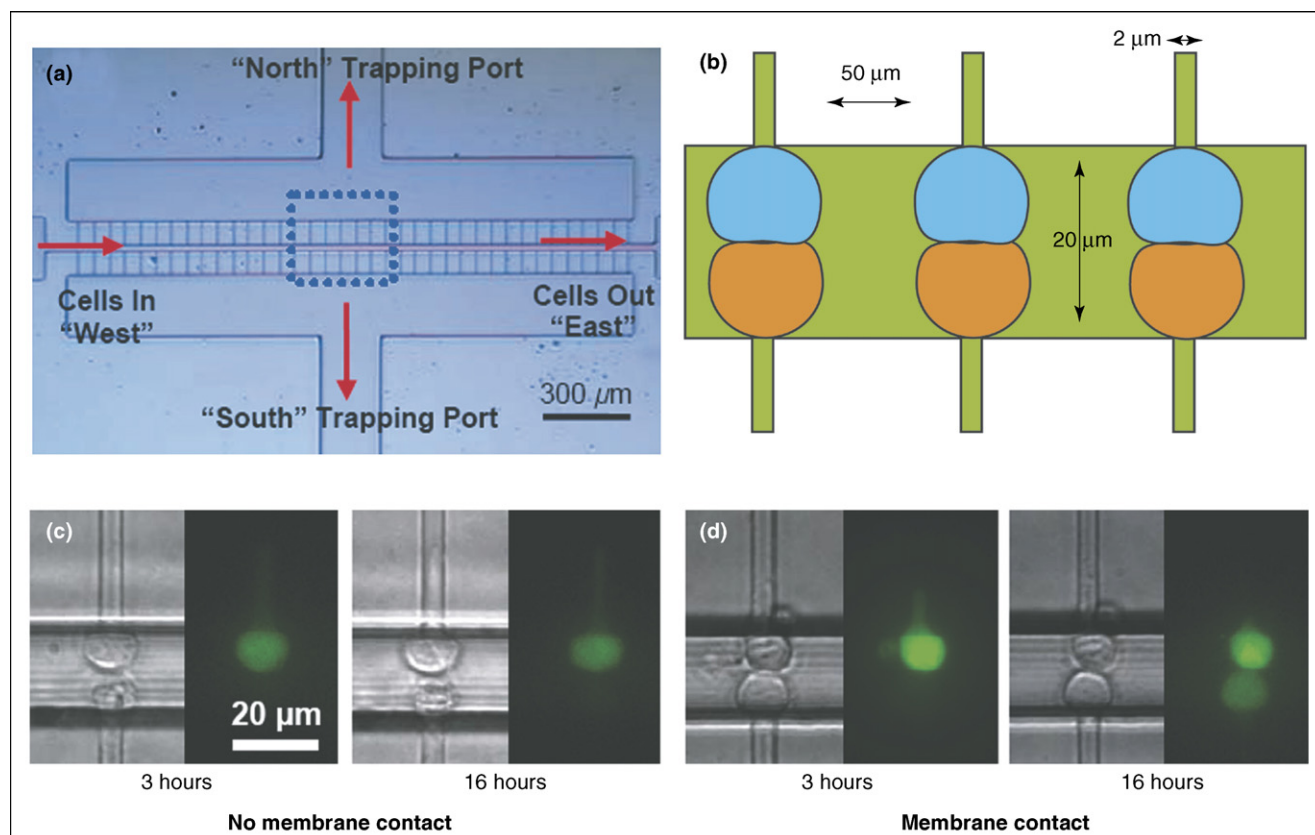 (a)
“North” Trapping Port
Cells In
“West”
Cells Out
“East”
“South” Trapping Port
300 µm
(b)
2 µm
50 µm
20 µm
(c)
20 µm
3 hours
16 hours
No membrane contact
(d)
3 hours
16 hours
Membrane contact